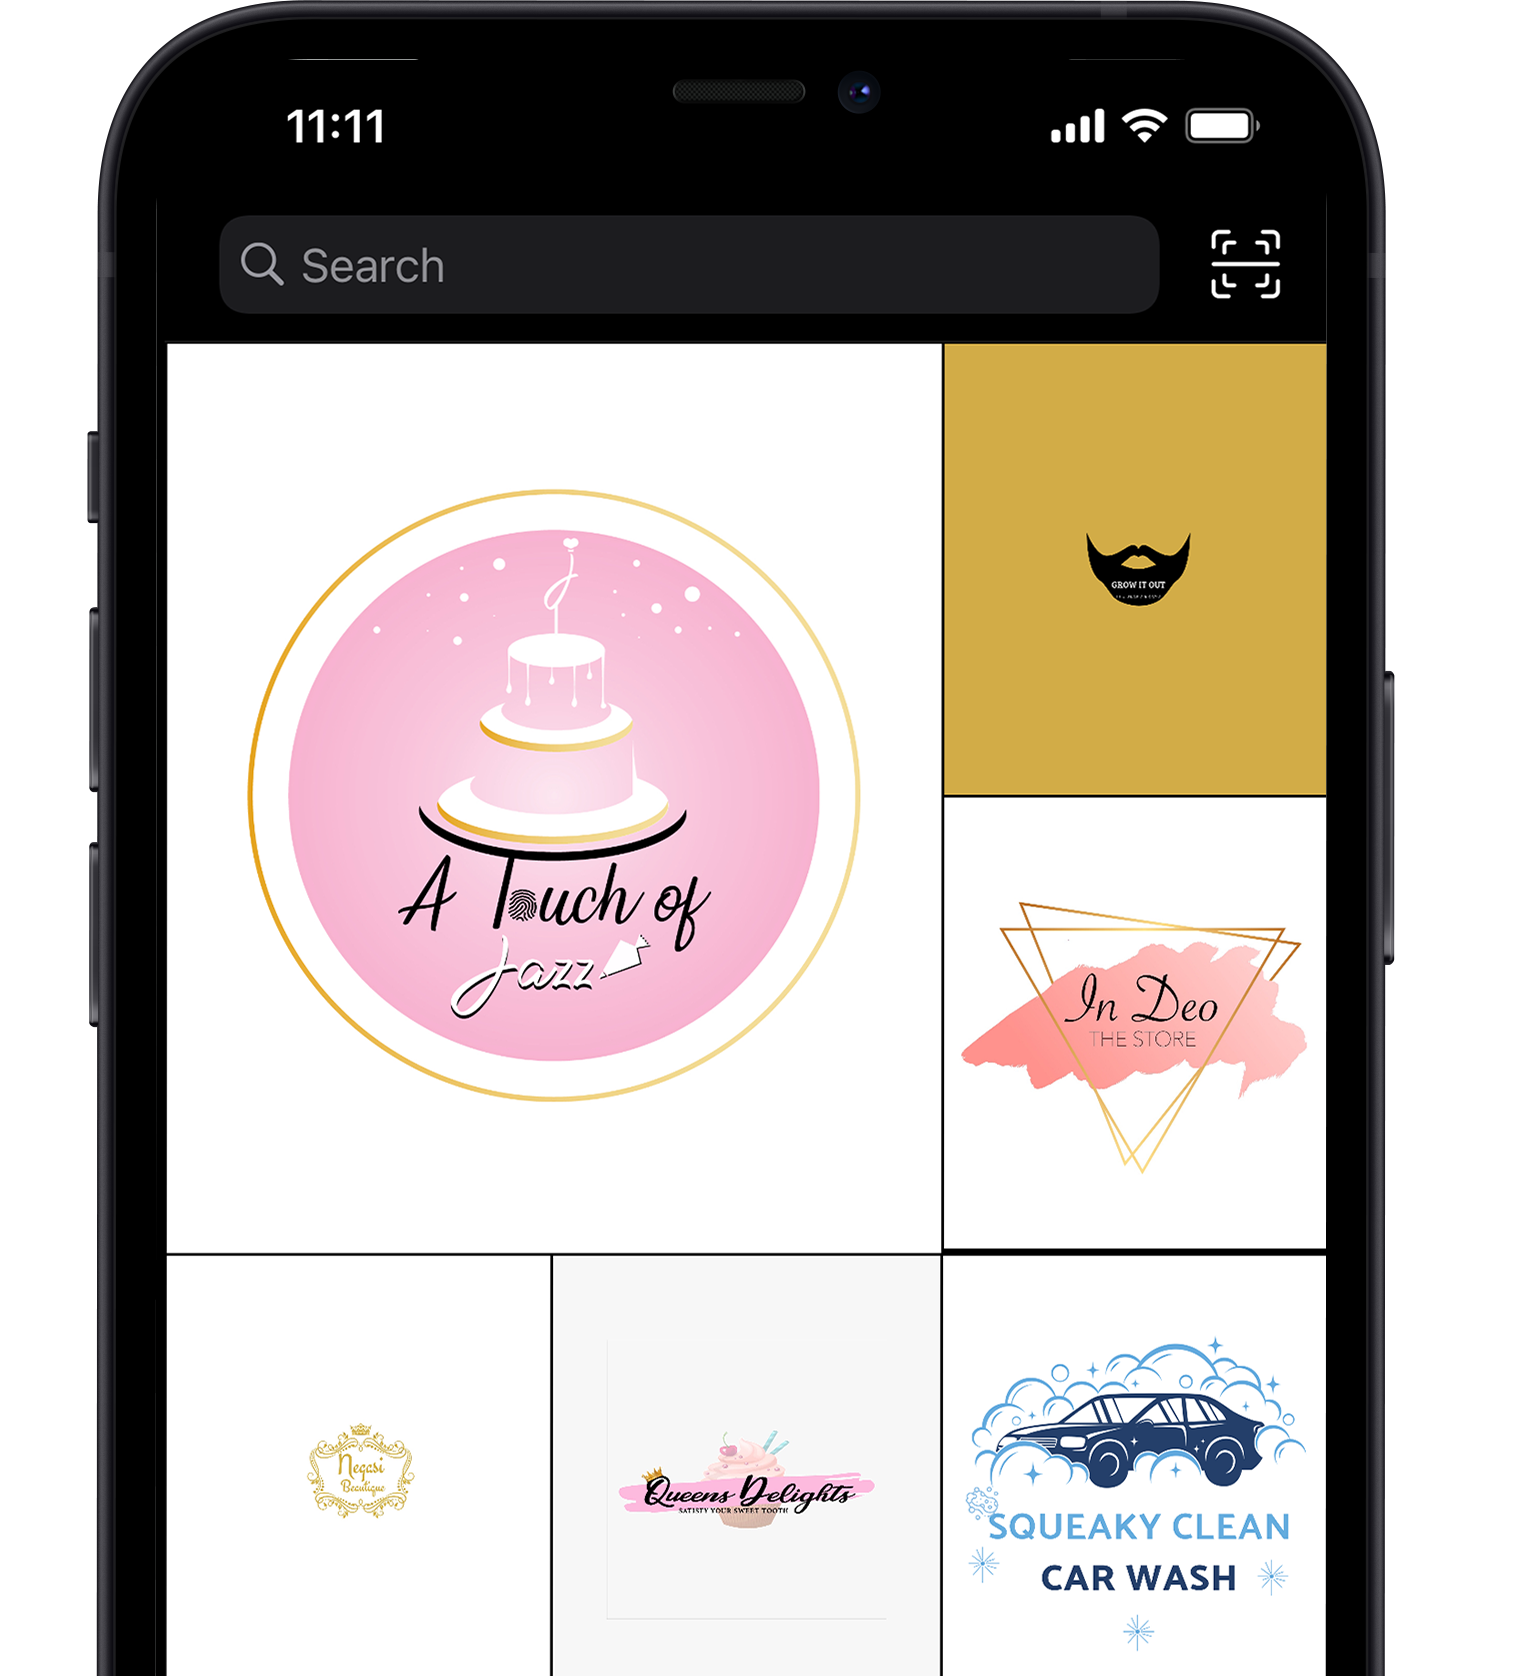 11:11
Search
A Touch of
Jazz
GROW IT OUT
In Deo
THE STORE
Negasi
Beautique
Queens Delights
SATISFY YOUR SWEET TOOTH
SQUEAKY CLEAN
CAR WASH